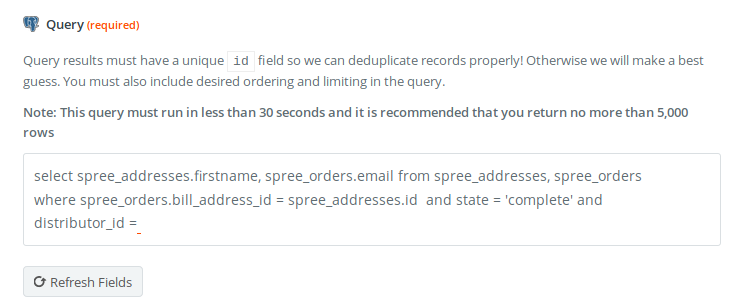 Query (required)
Query results must have a unique id field so we can deduplicate records properly! Otherwise we will make a best
guess. You must also include desired ordering and limiting in the query.
Note: This query must run in less than 30 seconds and it is recommended that you return no more than 5,000
rows
select spree_addresses.firstname, spree_orders.email from spree_addresses, spree_orders
where spree_orders.bill_address_id = spree_addresses.id  and state = 'complete' and
distributor_id =_
Refresh Fields